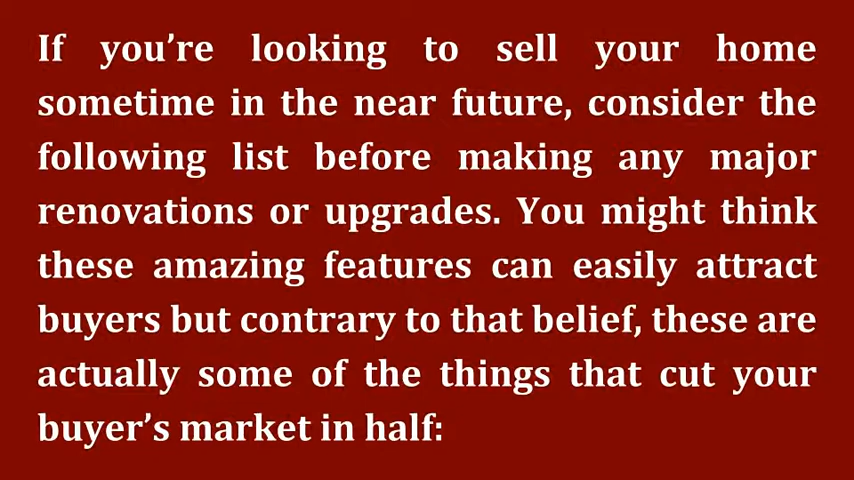 If you’re looking to sell your home
sometime in the near future, consider the
following list before making any major
renovations or upgrades. You might think
these amazing features can easily attract
buyers but contrary to that belief, these are
actually some of the things that cut your
buyer’s market in half: